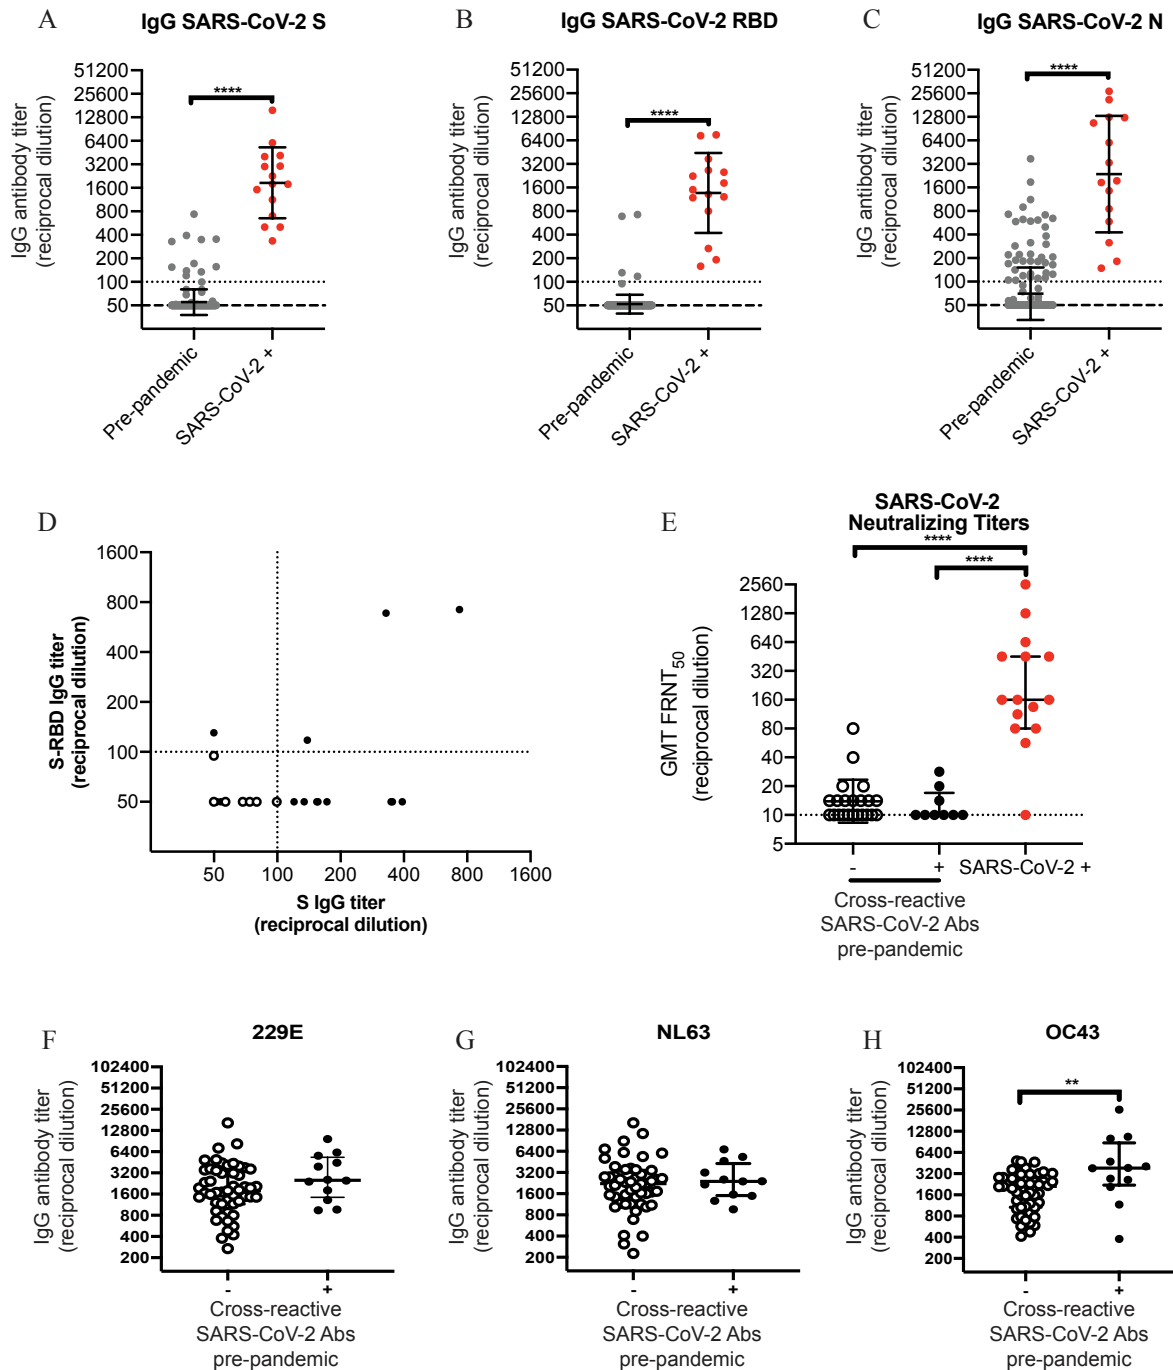 A
IgG SARS-CoV-2 S
IgG antibody titer
(reciprocal dilution)
51200
25600
12800
6400
3200
1600
800
400
200
100
50
****
Pre-pandemic
SARS-CoV-2 +
B
IgG SARS-CoV-2 RBD
IgG antibody titer
(reciprocal dilution)
51200
25600
12800
6400
3200
1600
800
400
200
100
50
****
Pre-pandemic
SARS-CoV-2 +
C
IgG SARS-CoV-2 N
IgG antibody titer
(reciprocal dilution)
51200
25600
12800
6400
3200
1600
800
400
200
100
50
****
Pre-pandemic
SARS-CoV-2 +
D
S-RBD IgG titer
(reciprocal dilution)
1600
800
400
200
100
50
50 100 200 400 800 1600
S IgG titer
(reciprocal dilution)
E
SARS-CoV-2
Neutralizing Titers
****
****
GMT FRNT50
(reciprocal dilution)
2560
1280
640
320
160
80
40
20
10
5
- + SARS-CoV-2 +
Cross-reactive
SARS-CoV-2 Abs
pre-pandemic
F
229E
IgG antibody titer
(reciprocal dilution)
102400
51200
25600
12800
6400
3200
1600
800
400
200
- +
Cross-reactive
SARS-CoV-2 Abs
pre-pandemic
G
NL63
IgG antibody titer
(reciprocal dilution)
102400
51200
25600
12800
6400
3200
1600
800
400
200
- +
Cross-reactive
SARS-CoV-2 Abs
pre-pandemic
H
OC43
IgG antibody titer
(reciprocal dilution)
102400
51200
25600
12800
6400
3200
1600
800
400
200
**
- +
Cross-reactive
SARS-CoV-2 Abs
pre-pandemic